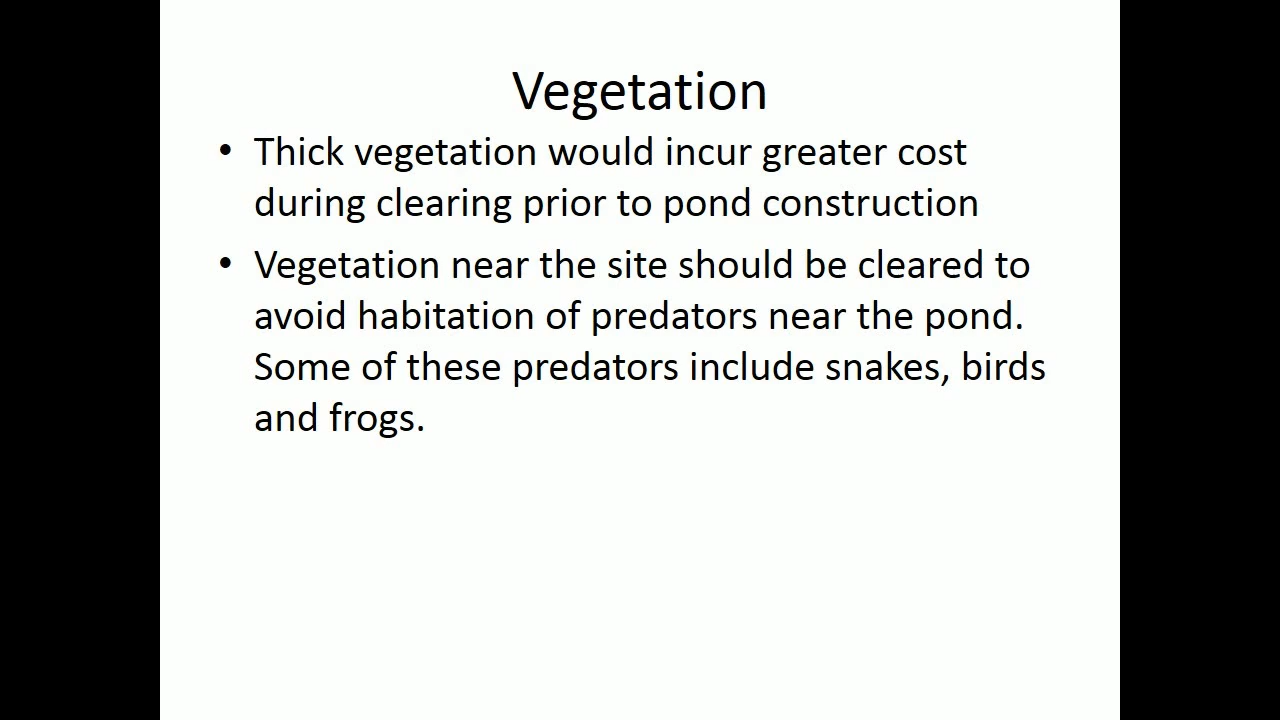 Vegetation
• Thick vegetation would incur greater cost
during clearing prior to pond construction
• Vegetation near the site should be cleared to
avoid habitation of predators near the pond.
Some of these predators include snakes, birds
and frogs.